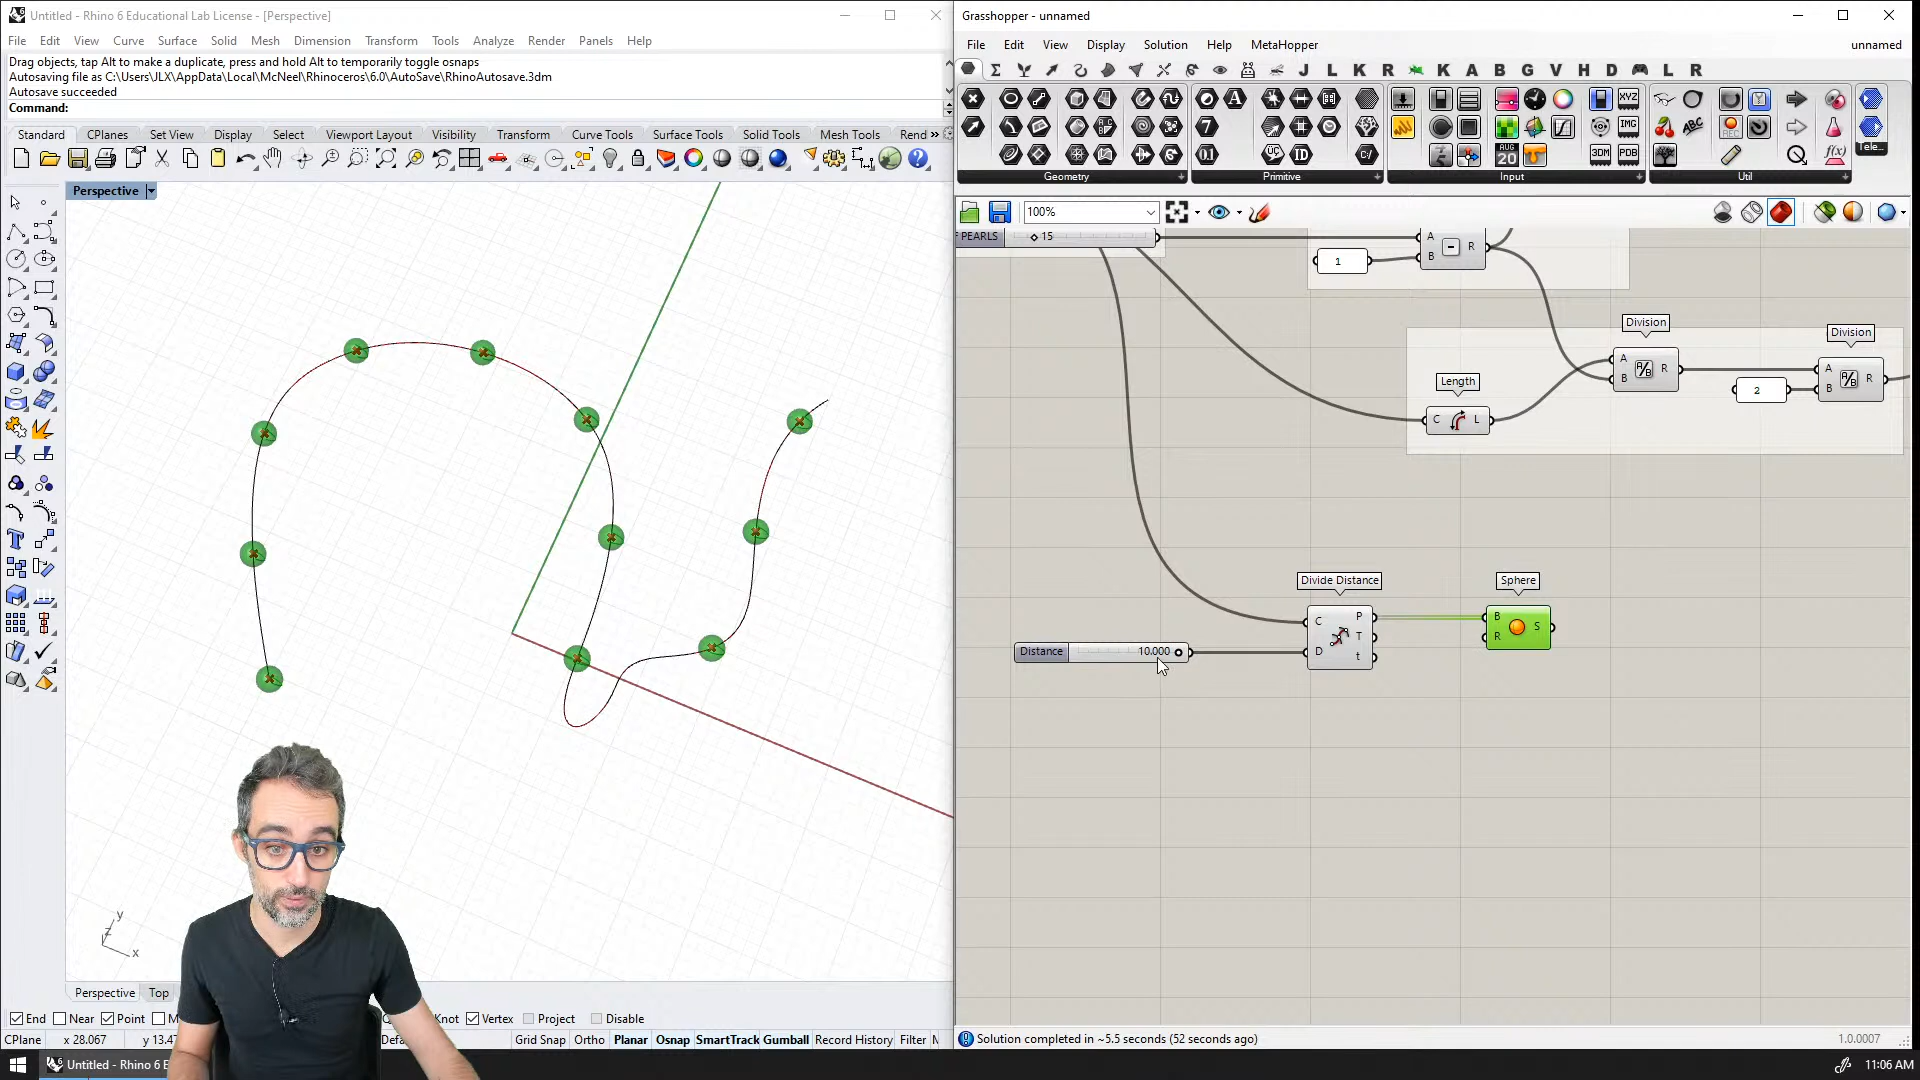 Untitled - Rhino 6 Educational Lab License - [Perspective]
File Edit View Curve Surface Solid Mesh Dimension Transform Tools Analyze Render Panels Help
Drag objects, tap Alt to make a duplicate, press and hold Alt to temporarily toggle osnaps
Autosaving file as C:\Users\JLX\AppData\Local\McNeel\Rhinoceros\6.0\AutoSave\RhinoAutosave.3dm
Autosave succeeded
Command:
Standard CPlanes Set View Display Select Viewport Layout Visibility Transform Curve Tools Surface Tools Solid Tools Mesh Tools Rend »
Perspective
y
z
x
Perspective Top
End Near Point M Knot Vertex Project Disable
CPlane x 28.067 y 13.47 Defa Grid Snap Ortho Planar Osnap SmartTrack Gumball Record History Filter M
Untitled - Rhino 6 E
Grasshopper - unnamed
File Edit View Display Solution Help MetaHopper unnamed
J L K R K A B G V H D L R
Geometry Primitive Input Util
Tele...
100%
PEARLS 15
1
A
B
R
Division
A
B
R
Division
2
A
B
R
Length
C L
Divide Distance
C
D
P
T
t
Sphere
B
R
S
Distance 10.000
Solution completed in ~5.5 seconds (52 seconds ago)
1.0.0007
11:06 AM